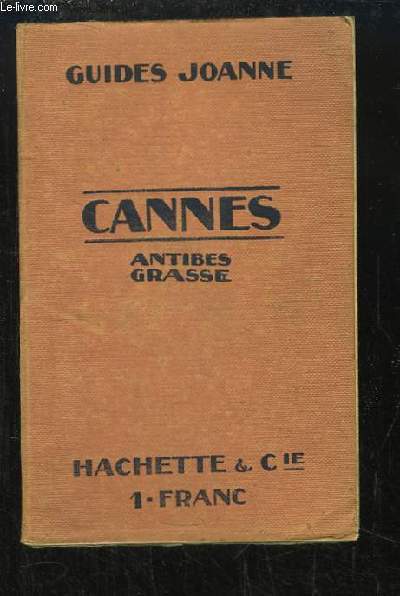 Le-livre.com
GUIDES JOANNE
CANNES
ANTIBES
GRASSE
HACHETTE & CIE
1•FRANC